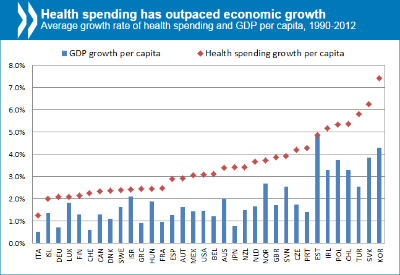 Health spending has outpaced economic growth
Average growth rate of health spending and GDP per capita, 1990-2012
GDP growth per capita
Health spending growth per capita
8.0%
7.0%
6.0%
5.0%
4.0%
3.0%
2.0%
1.0%
0.0%
ITA
ISL
DEU
LUX
FIN
CHE
CAN
DNK
SWE
ISR
GRC
HUN
FRA
ESP
AUT
MEX
USA
BEL
AUS
JPN
NZL
NLD
NOR
GBR
SVN
CZE
PRT
EST
IRL
POL
CHL
TUR
SVK
KOR